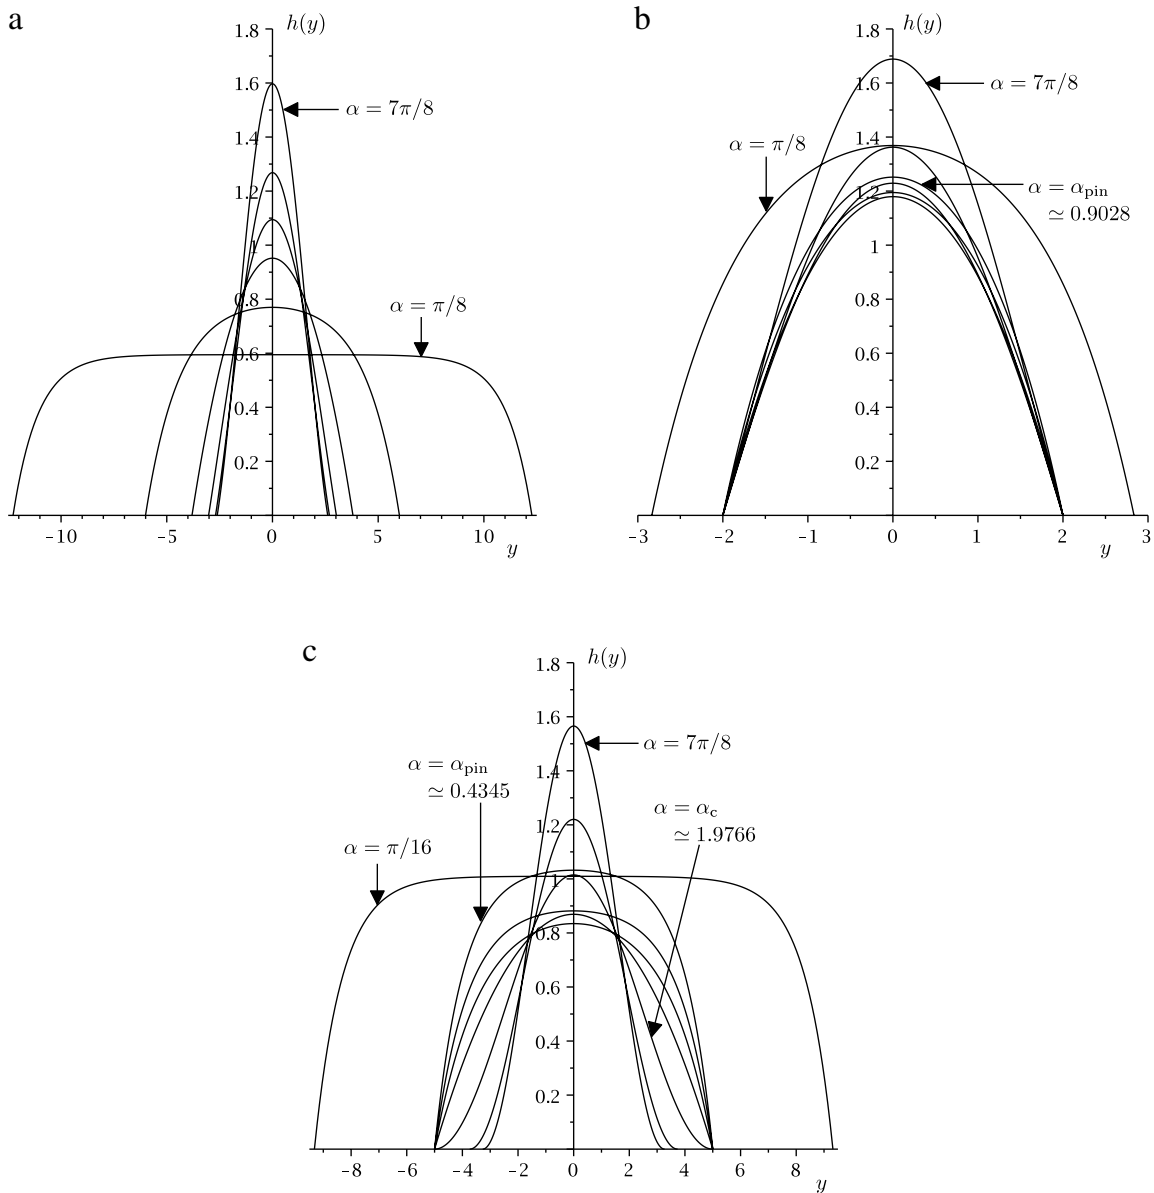 a
h(y)
1.8
1.6
1.4
1.2
1
0.8
0.6
0.4
0.2
α = 7π/8
α = π/8
-10 -5 0 5 10
y
b
h(y)
1.8
1.6
1.4
1.2
1
0.8
0.6
0.4
0.2
α = 7π/8
α = π/8
α = αpin
≃ 0.9028
-3 -2 -1 0 1 2 3
y
c
h(y)
1.8
1.6
1.4
1.2
1
0.8
0.6
0.4
0.2
α = 7π/8
α = αpin
≃ 0.4345
α = αc
≃ 1.9766
α = π/16
-8 -6 -4 -2 0 2 4 6 8
y